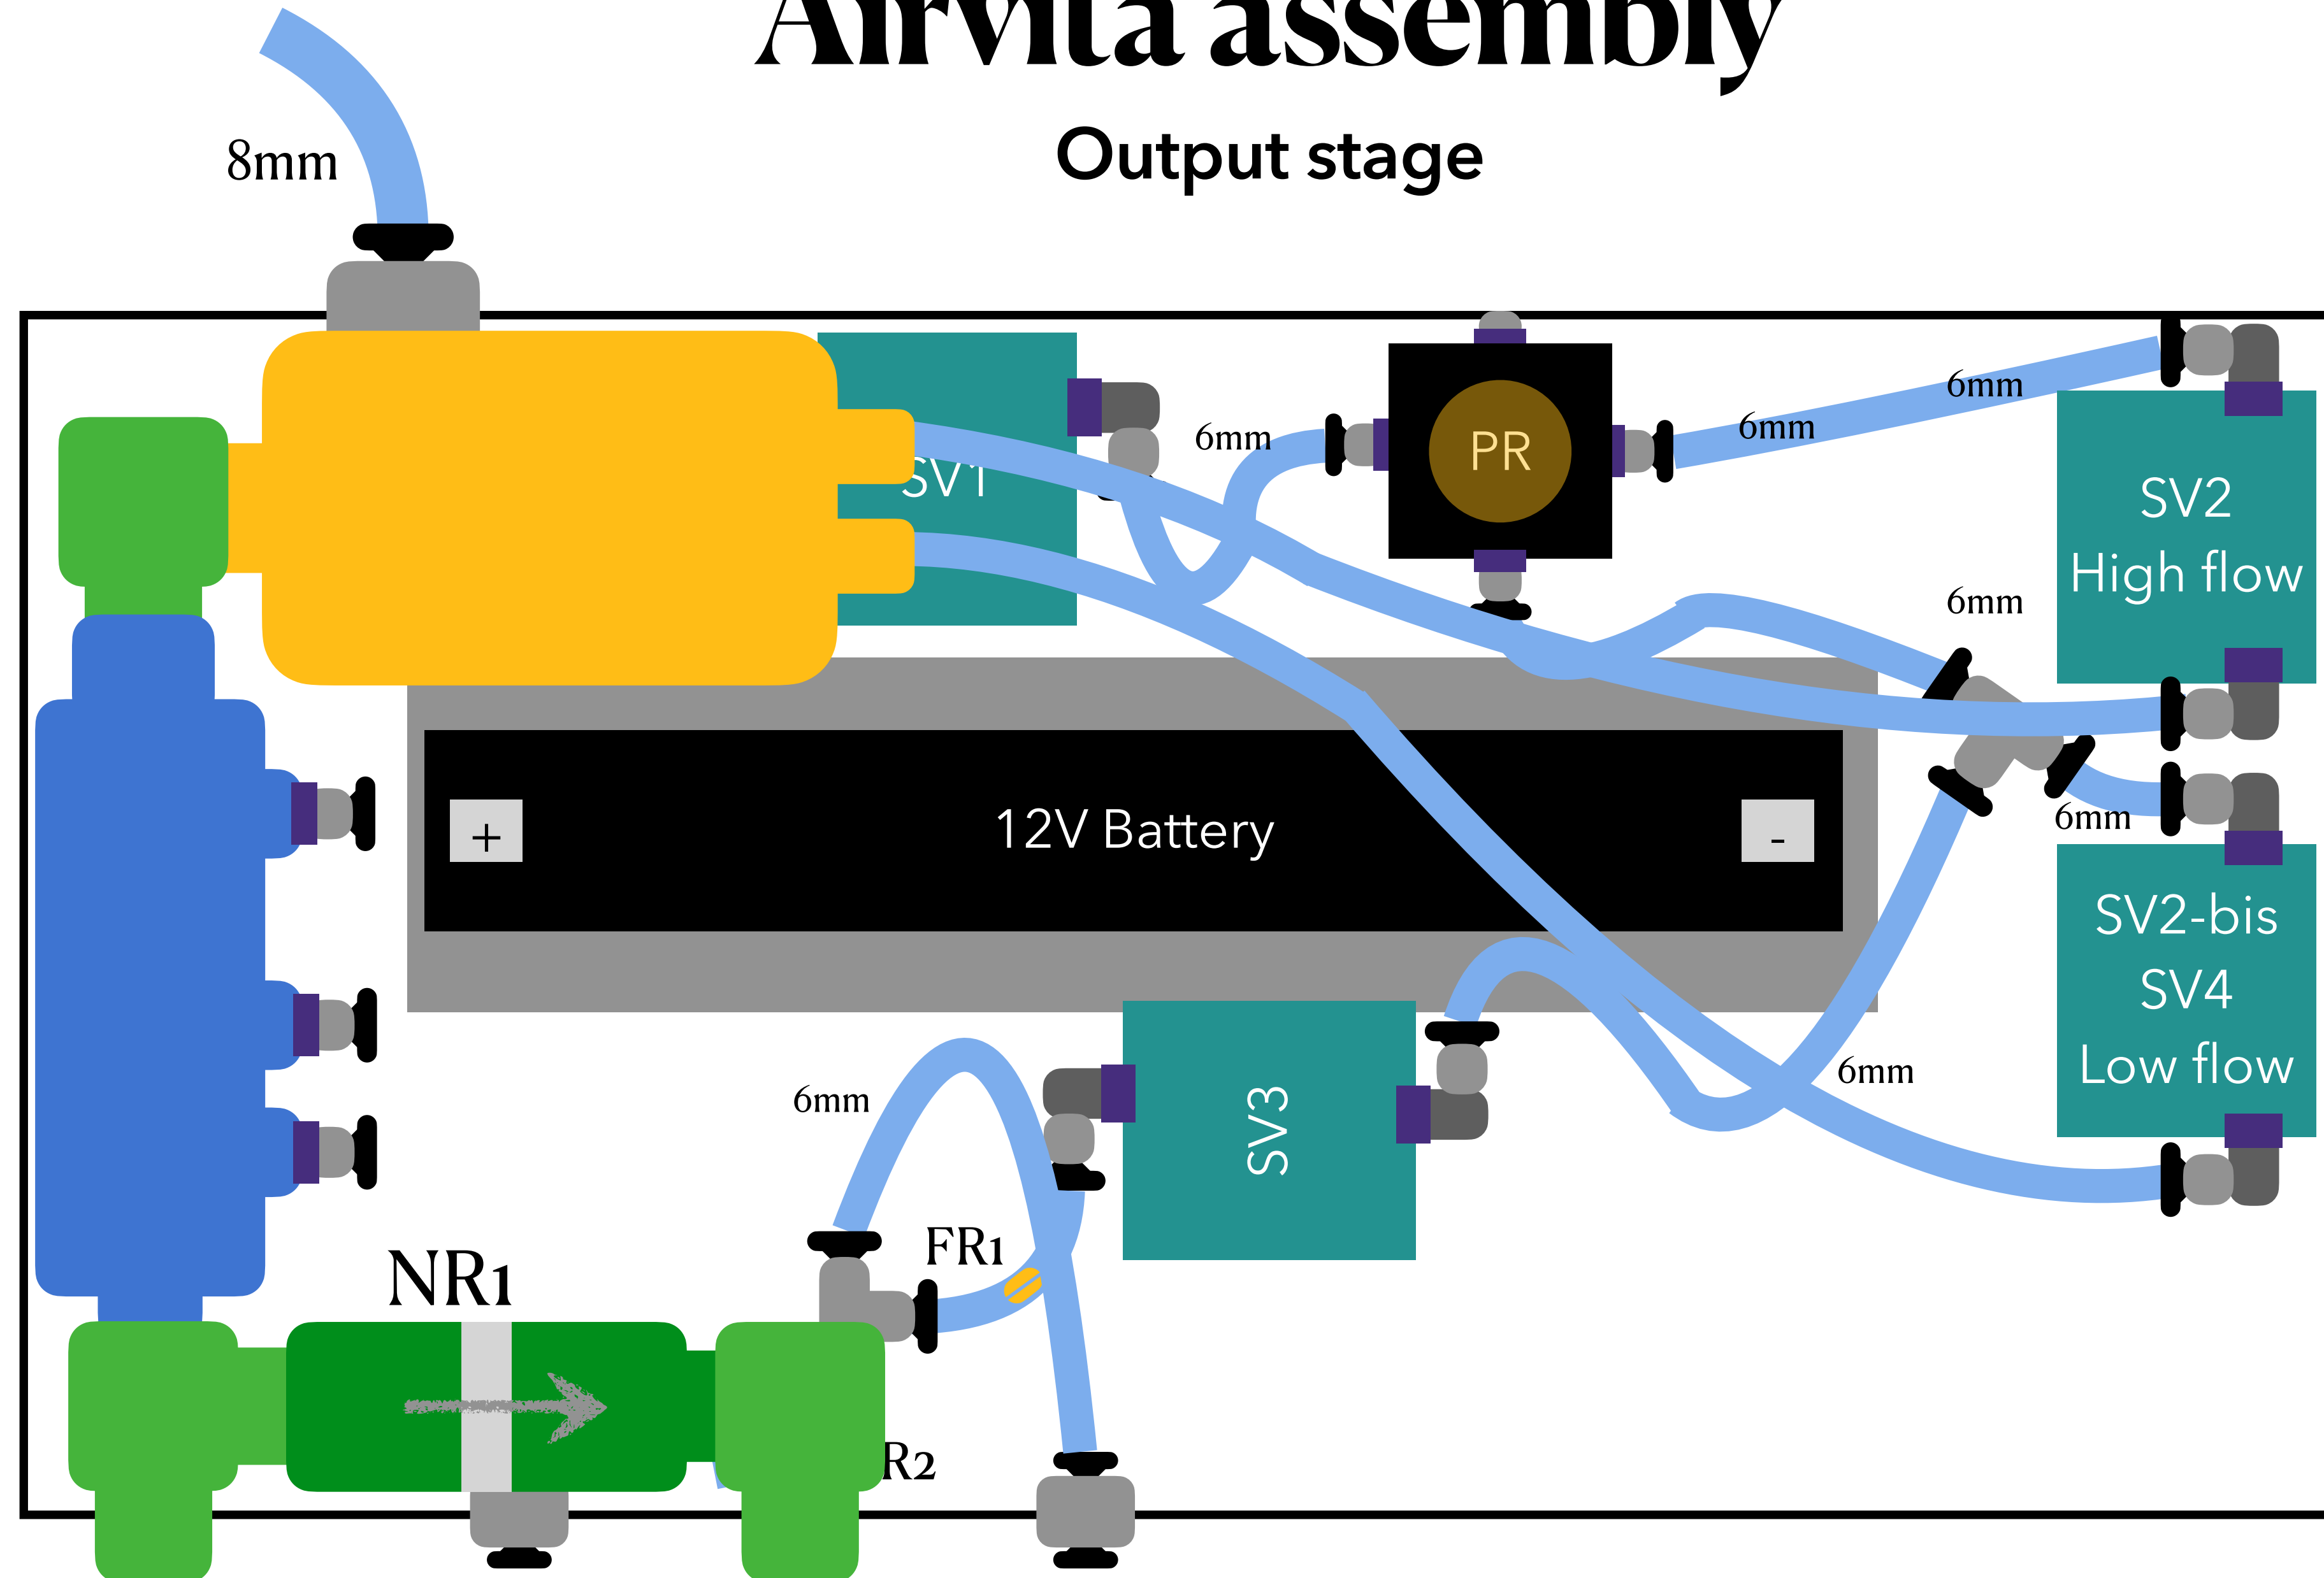 Airvita assembly
Output stage
8mm
SV1
6mm
PR
6mm
6mm
SV2
High flow
6mm
+
12V Battery
-
6mm
SV2-bis
SV4
Low flow
6mm
6mm
SV3
FR1
NR1
R2